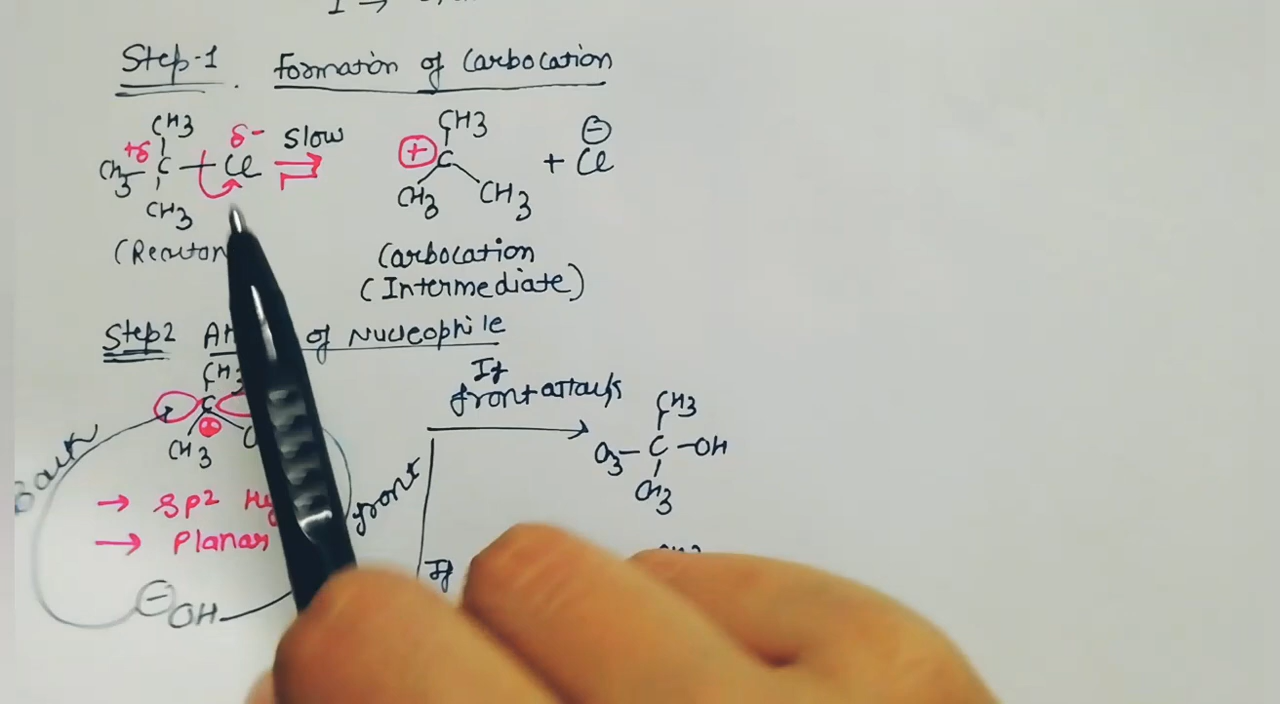 Step-1 Formation of Carbocation
CH3 CH3
+δ δ- Slow ⊕ ⊖
CH3 - C - Cl C + Cl
CH3 CH3 CH3
Carbocation
(Intermediate)
Step2 of Nucleophile
CH3 If
front attacks CH3
C
⊕ C - OH
CH3 CH3
Back front
→ sp2
→ Planar
If
⊖OH